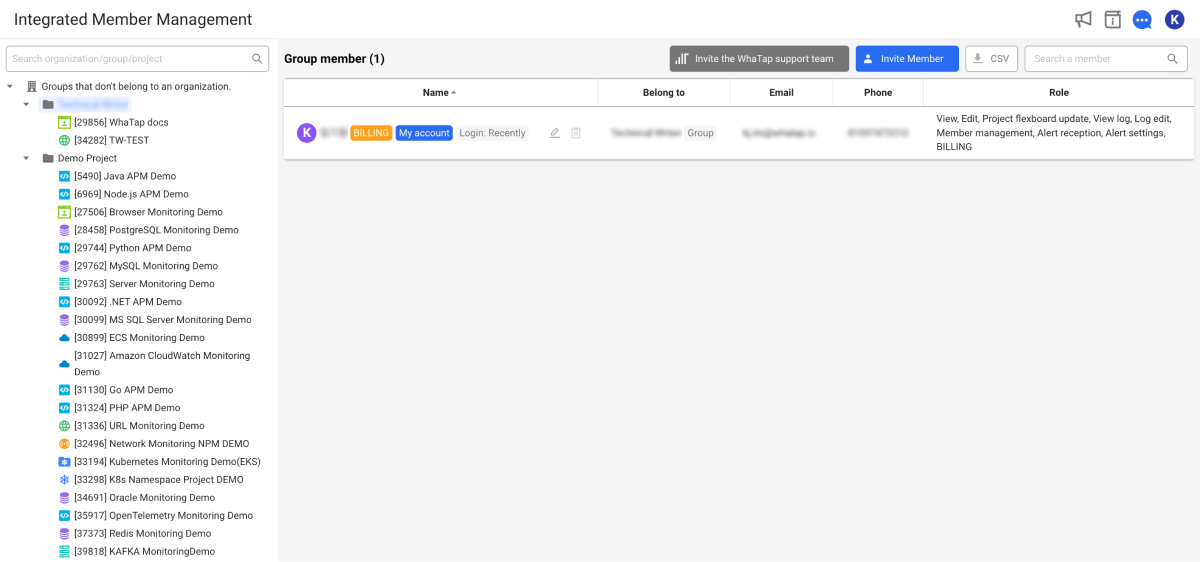 Integrated Member Management
K
Search organization/group/project
Groups that don't belong to an organization.
[29856] WhaTap docs
[34282] TW-TEST
Demo Project
[5490] Java APM Demo
[6969] Node.js APM Demo
[27506] Browser Monitoring Demo
[28458] PostgreSQL Monitoring Demo
[29744] Python APM Demo
[29762] MySQL Monitoring Demo
[29763] Server Monitoring Demo
[30092] .NET APM Demo
[30099] MS SQL Server Monitoring Demo
[30899] ECS Monitoring Demo
[31027] Amazon CloudWatch Monitoring
Demo
[31130] Go APM Demo
[31324] PHP APM Demo
[31336] URL Monitoring Demo
[32496] Network Monitoring NPM DEMO
[33194] Kubernetes Monitoring Demo(EKS)
[33298] K8s Namespace Project DEMO
[34691] Oracle Monitoring Demo
[35917] OpenTelemetry Monitoring Demo
[37373] Redis Monitoring Demo
[39818] KAFKA MonitoringDemo
Group member (1)
Invite the WhaTap support team
Invite Member
CSV
Search a member
Name Belong to Email Phone Role
K BILLING My account Login: Recently Group
View, Edit, Project flexboard update, View log, Log edit,
Member management, Alert reception, Alert settings,
BILLING